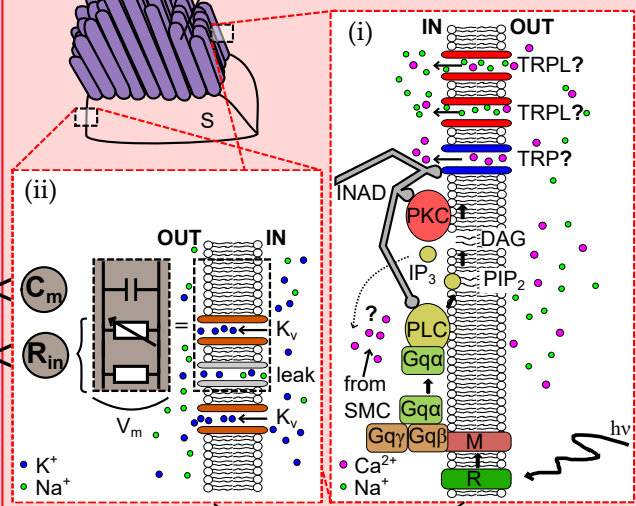 (i)
IN OUT
TRPL?
TRPL?
TRP?
INAD
PKC
DAG
IP₃
PIP₂
?
PLC
Gqα
from
SMC
Gqα
Gqγ Gqβ M
hν
R
Ca²⁺
Na⁺
S
(ii)
OUT IN
Cₘ
Rᵢₙ
=
Kᵥ
leak
Kᵥ
Vₘ
K⁺
Na⁺